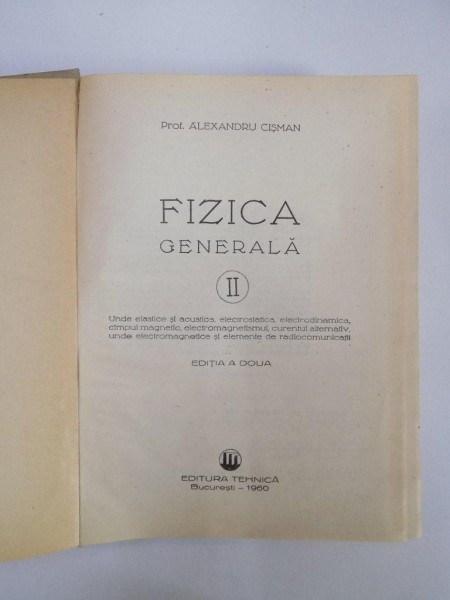 Prof. ALEXANDRU CIȘMAN
FIZICA
GENERALĂ
II
Unde elastice și acustica, electrostatica, electrodinamica,
cîmpul magnetic, electromagnetismul, curentul alternativ,
unde electromagnetice și elemente de radiocomunicații
EDIȚIA A DOUA
EDITURA TEHNICĂ
București – 1960